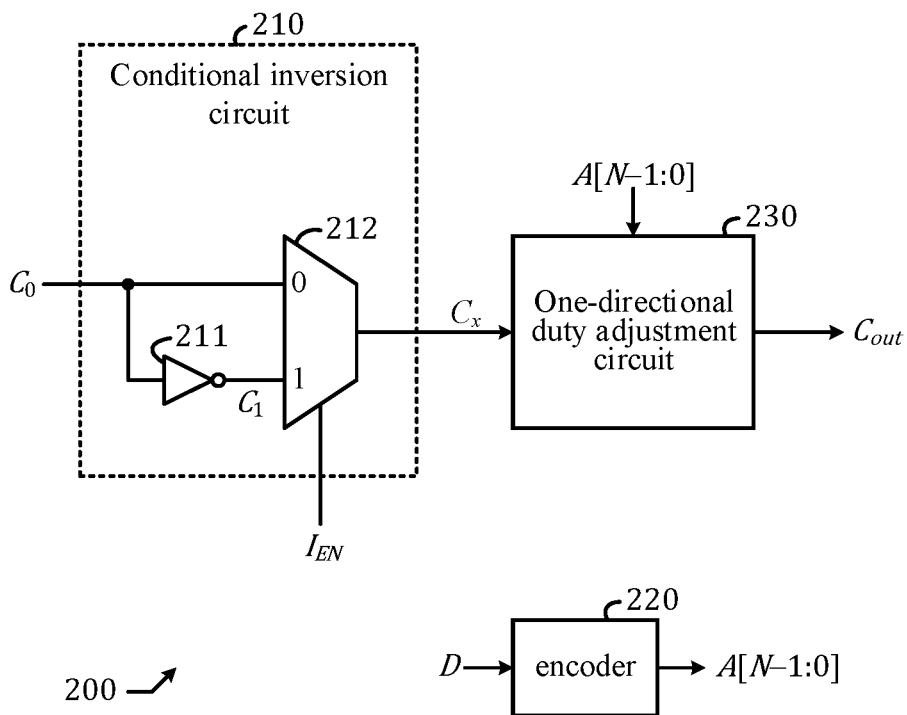 210
Conditional inversion
circuit
A[N–1:0]
212
230
C0
0
One-directional
duty adjustment
circuit
Cx
Cout
211
1
C1
IEN
220
D
encoder
A[N–1:0]
200